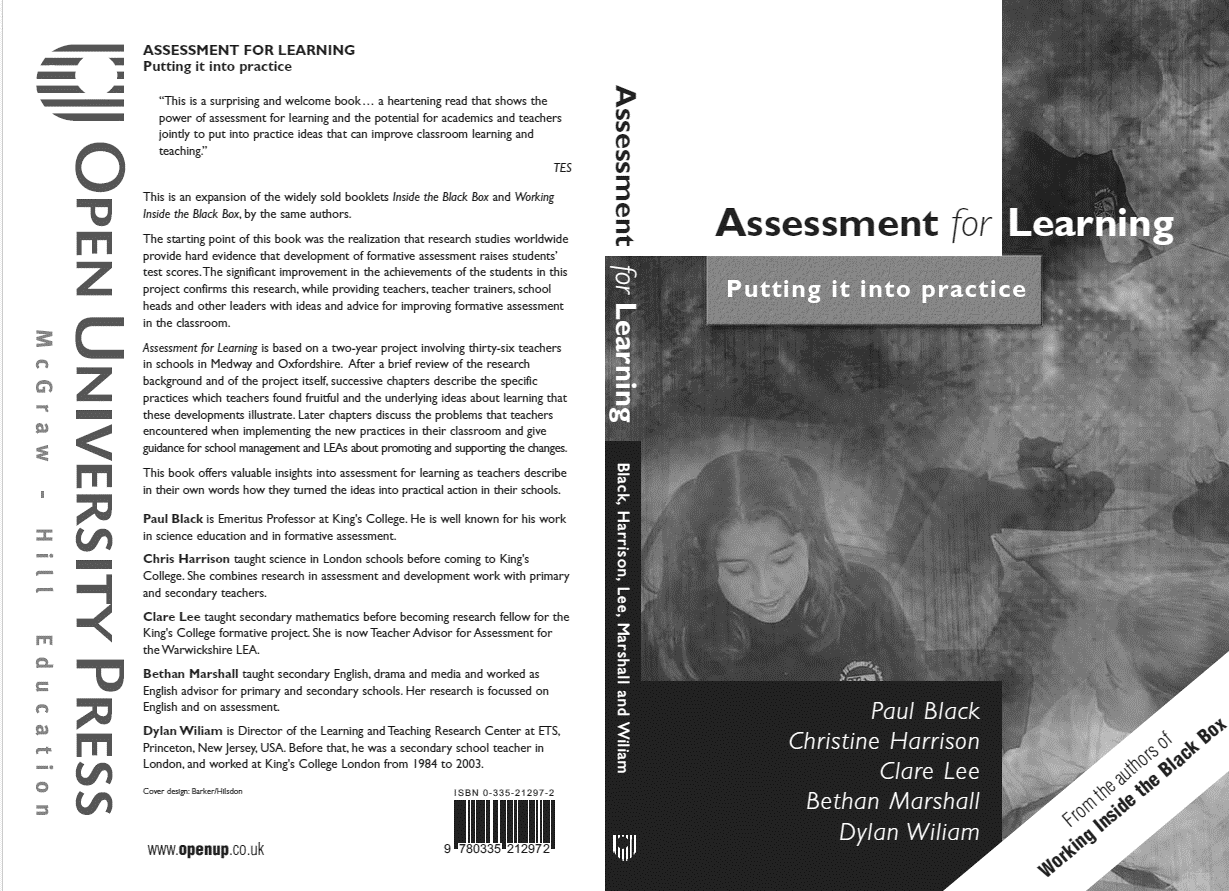 ASSESSMENT FOR LEARNING
Putting it into practice
“This is a surprising and welcome book… a heartening read that shows the
power of assessment for learning and the potential for academics and teachers
jointly to put into practice ideas that can improve classroom learning and
teaching.”
TES
This is an expansion of the widely sold booklets Inside the Black Box and Working
Inside the Black Box, by the same authors.
The starting point of this book was the realization that research studies worldwide
provide hard evidence that development of formative assessment raises students’
test scores. The significant improvement in the achievements of the students in this
project confirms this research, while providing teachers, teacher trainers, school
heads and other leaders with ideas and advice for improving formative assessment
in the classroom.
Assessment for Learning is based on a two-year project involving thirty-six teachers
in schools in Medway and Oxfordshire. After a brief review of the research
background and of the project itself, successive chapters describe the specific
practices which teachers found fruitful and the underlying ideas about learning that
these developments illustrate. Later chapters discuss the problems that teachers
encountered when implementing the new practices in their classroom and give
guidance for school management and LEAs about promoting and supporting the changes.
This book offers valuable insights into assessment for learning as teachers describe
in their own words how they turned the ideas into practical action in their schools.
Paul Black is Emeritus Professor at King’s College. He is well known for his work
in science education and in formative assessment.
Chris Harrison taught science in London schools before coming to King’s
College. She combines research in assessment and development work with primary
and secondary teachers.
Clare Lee taught secondary mathematics before becoming research fellow for the
King’s College formative project. She is now Teacher Advisor for Assessment for
the Warwickshire LEA.
Bethan Marshall taught secondary English, drama and media and worked as
English advisor for primary and secondary schools. Her research is focussed on
English and on assessment.
Dylan Wiliam is Director of the Learning and Teaching Research Center at ETS,
Princeton, New Jersey, USA. Before that, he was a secondary school teacher in
London, and worked at King’s College London from 1984 to 2003.
Cover design: Barker/Hilsdon
www.openup.co.uk
ISBN 0-335-21297-2
9 780335 212972
OPEN UNIVERSITY PRESS
McGraw - Hill Education
Assessment for Learning
Black, Harrison, Lee, Marshall and Wiliam
Assessment for Learning
Putting it into practice
Paul Black
Christine Harrison
Clare Lee
Bethan Marshall
Dylan Wiliam
From the authors of
Working Inside the Black Box